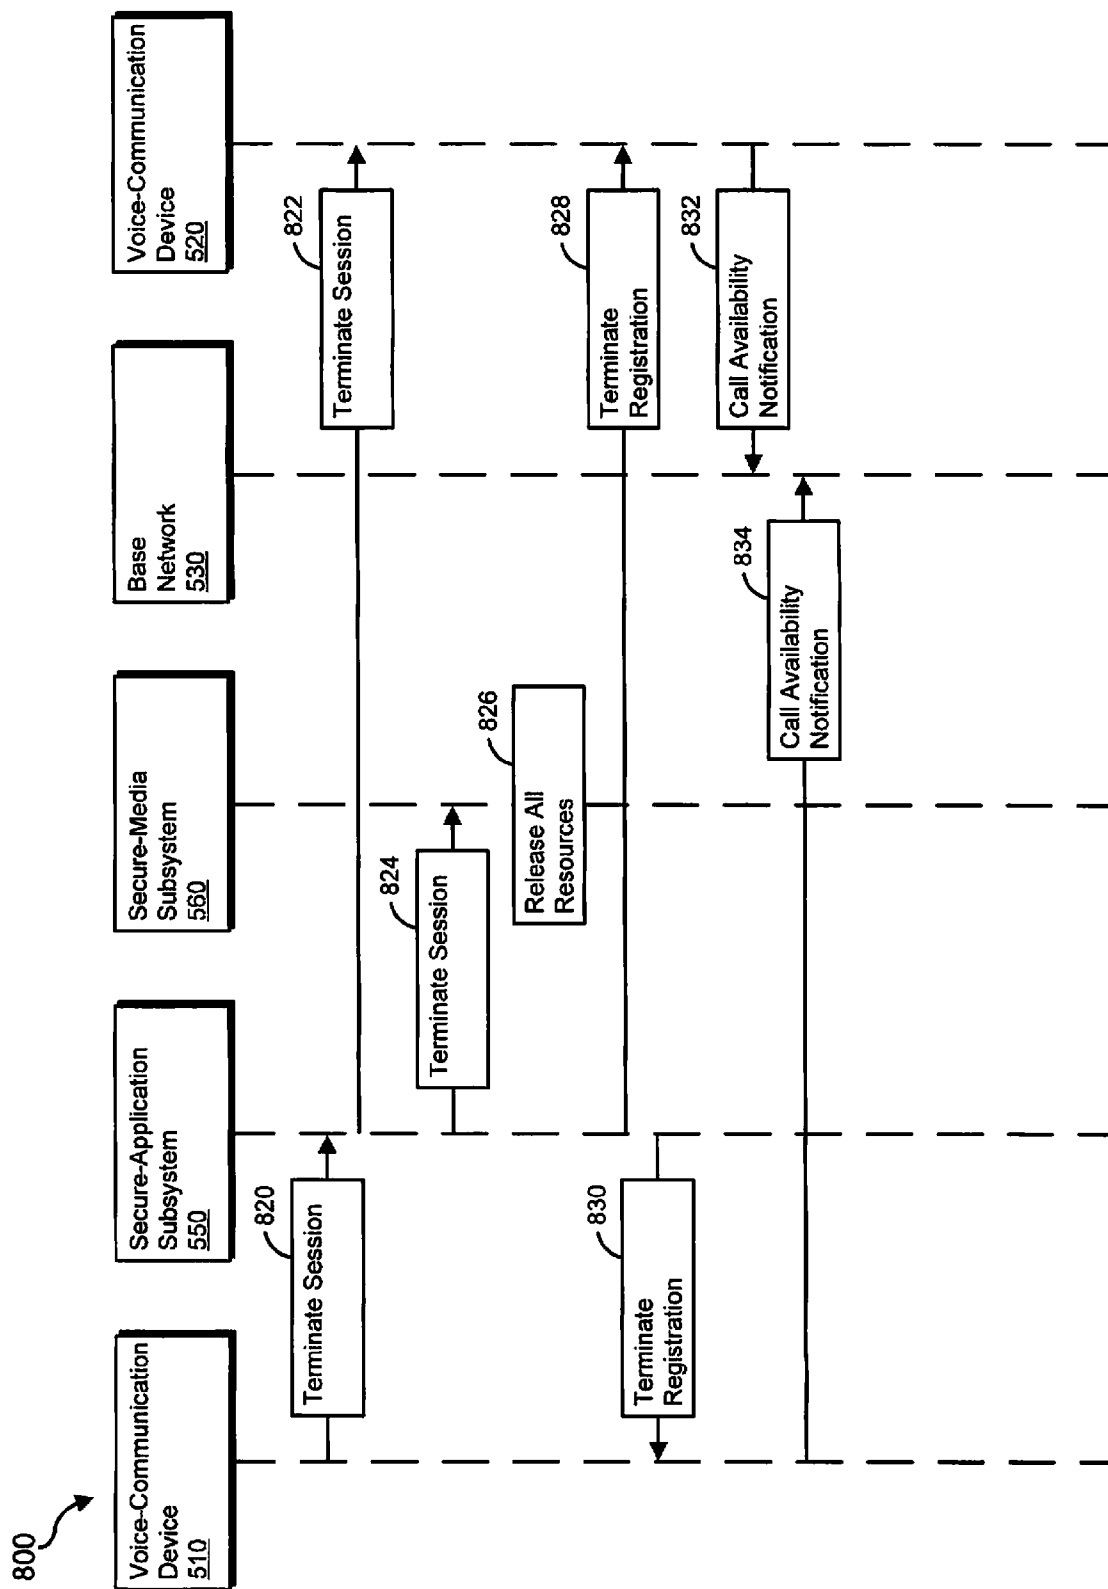 800
Voice-Communication
Device
510
Secure-Application
Subsystem
550
Secure-Media
Subsystem
560
Base
Network
530
Voice-Communication
Device
520
820
Terminate Session
822
Terminate Session
824
Terminate Session
826
Release All
Resources
828
Terminate
Registration
830
Terminate
Registration
832
Call Availability
Notification
834
Call Availability
Notification